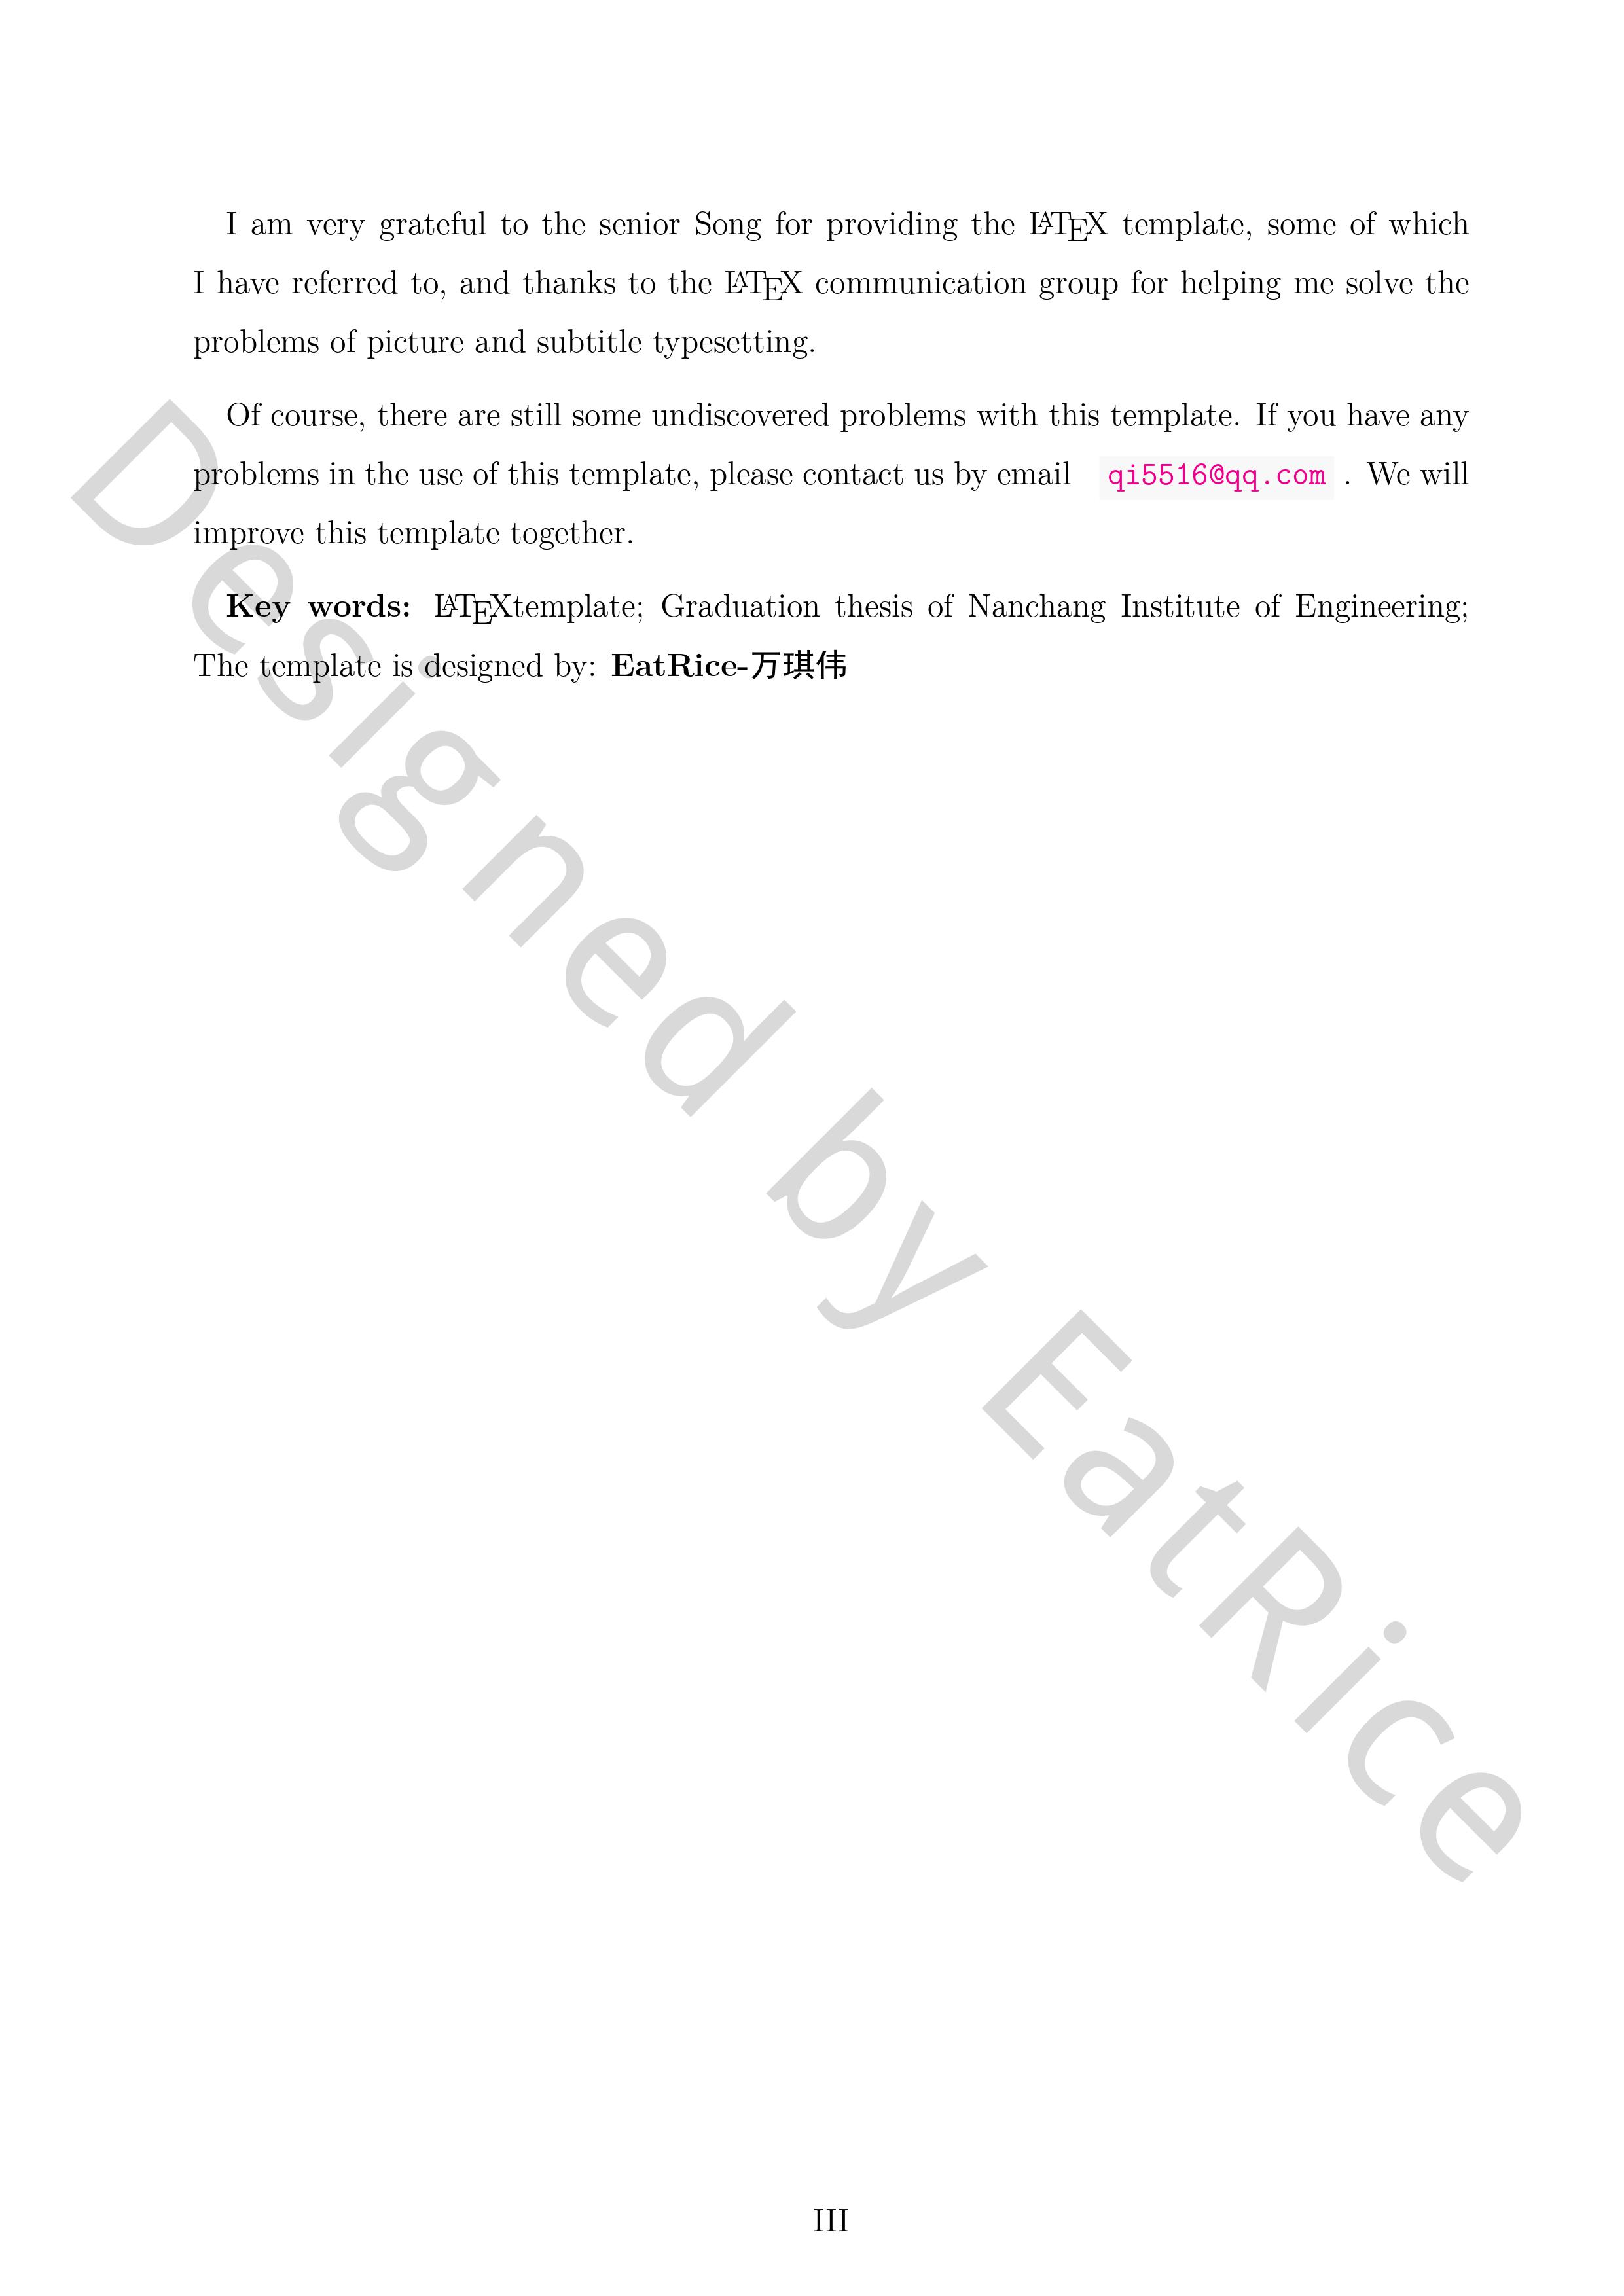 I am very grateful to the senior Song for providing the LATEX template, some of which
I have referred to, and thanks to the LATEX communication group for helping me solve the
problems of picture and subtitle typesetting.
Of course, there are still some undiscovered problems with this template. If you have any
problems in the use of this template, please contact us by email qi5516@qq.com . We will
improve this template together.
Key words: LATEXtemplate; Graduation thesis of Nanchang Institute of Engineering;
The template is designed by: EatRice-万琪伟
Designed by EatRice
III